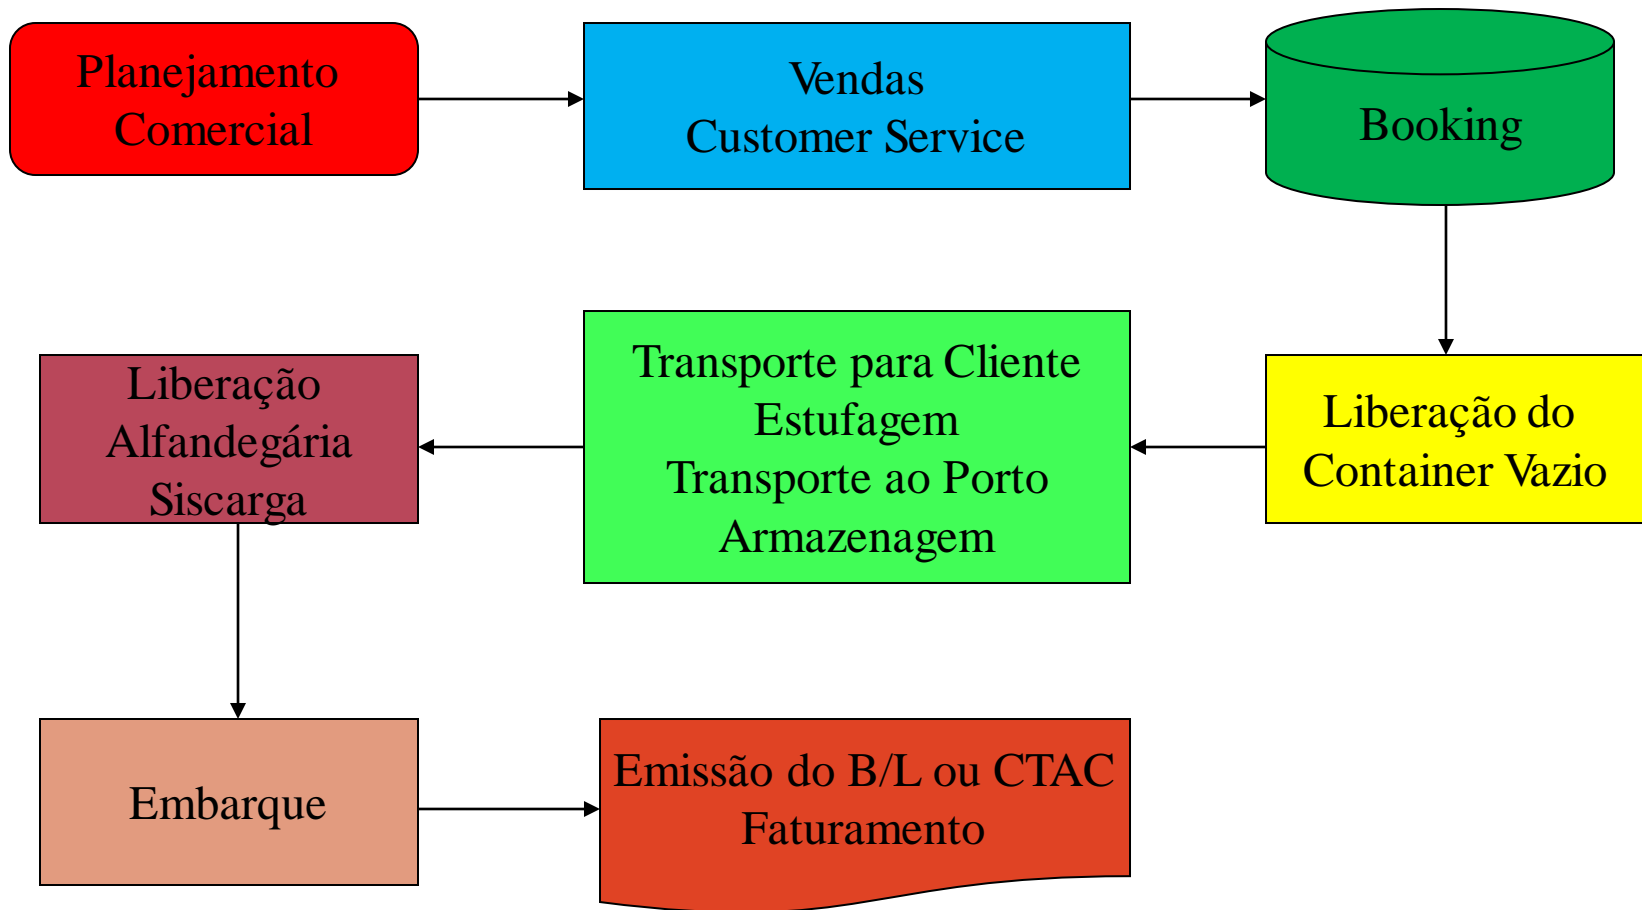 Planejamento
Comercial
Vendas
Customer Service
Booking
Liberação do
Container Vazio
Transporte para Cliente
Estufagem
Transporte ao Porto
Armazenagem
Liberação
Alfandegária
Siscarga
Embarque
Emissão do B/L ou CTAC
Faturamento